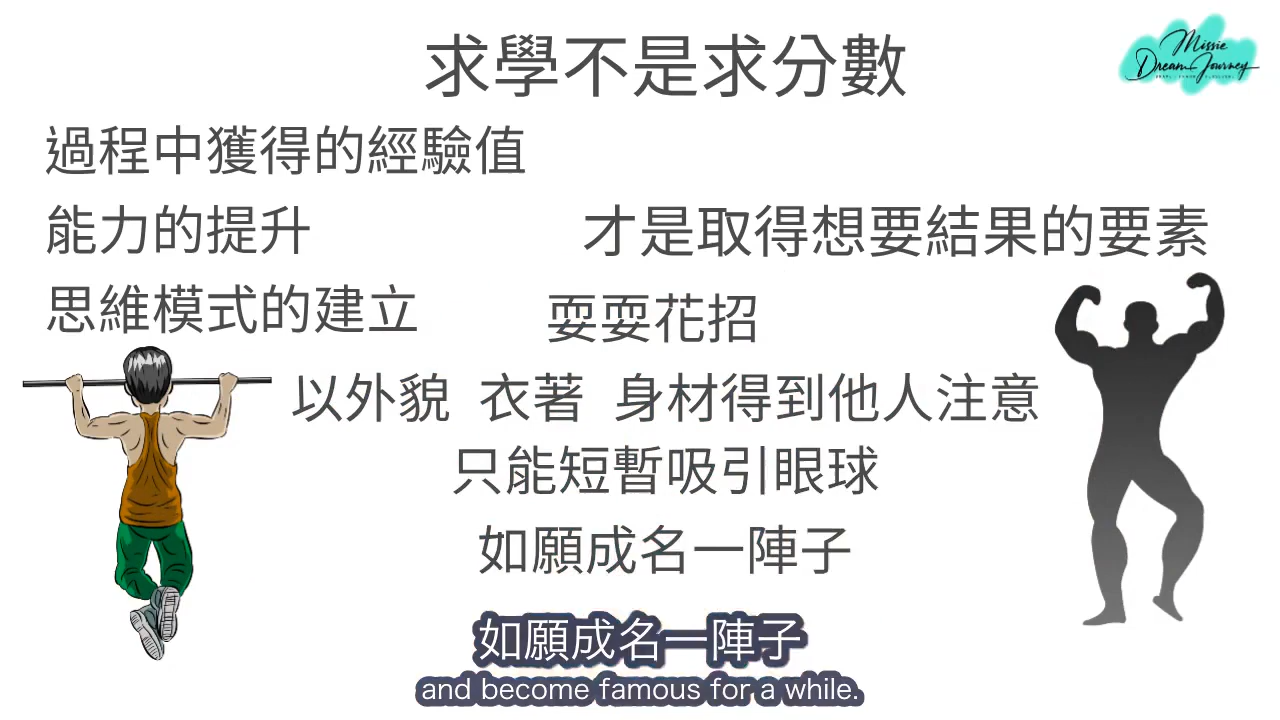 求學不是求分數
Missie
Dream Journey
過程中獲得的經驗值
能力的提升
才是取得想要結果的要素
思維模式的建立
耍耍花招
以外貌 衣著 身材得到他人注意
只能短暫吸引眼球
如願成名一陣子
如願成名一陣子
and become famous for a while.